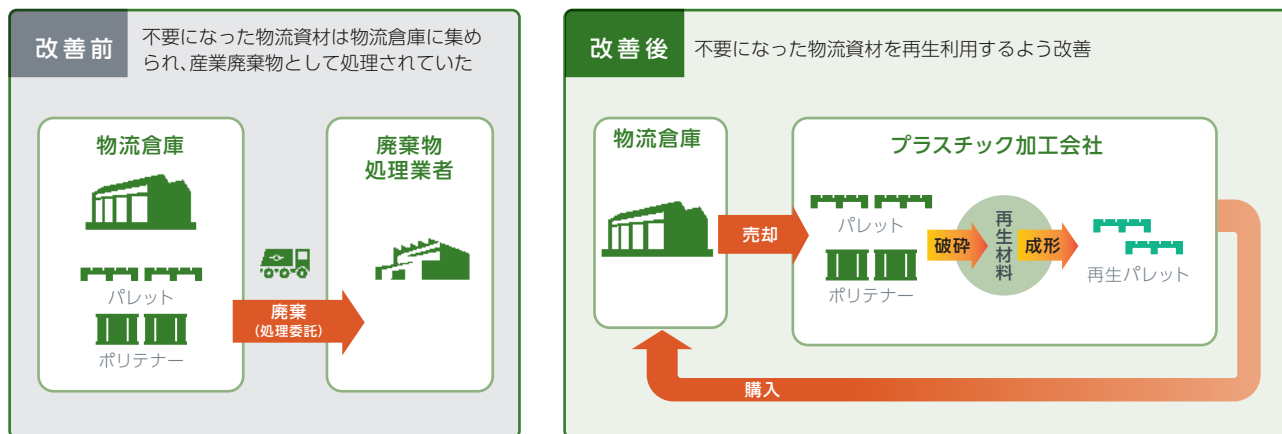 改善前
不要になった物流資材は物流倉庫に集め
られ、産業廃棄物として処理されていた
物流倉庫
パレット
ポリテナー
廃棄
(処理委託)
廃棄物
処理業者
改善後
不要になった物流資材を再生利用するよう改善
物流倉庫
売却
プラスチック加工会社
パレット
ポリテナー
破砕
再生材料
成形
再生パレット
購入